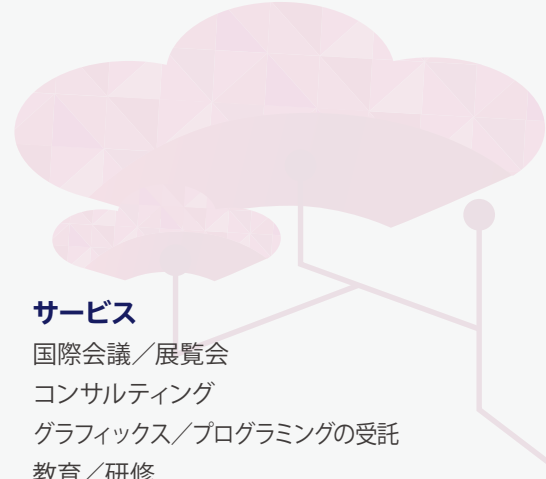 サービス
国際会議／展覧会
コンサルティング
グラフィックス／プログラミングの受託
教育／研修